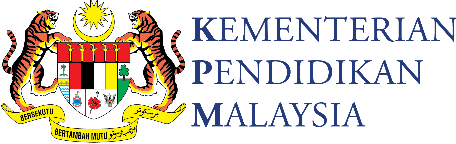 KEMENTERIAN
PENDIDIKAN
MALAYSIA
BERSEKUTU
BERTAMBAH MUTU